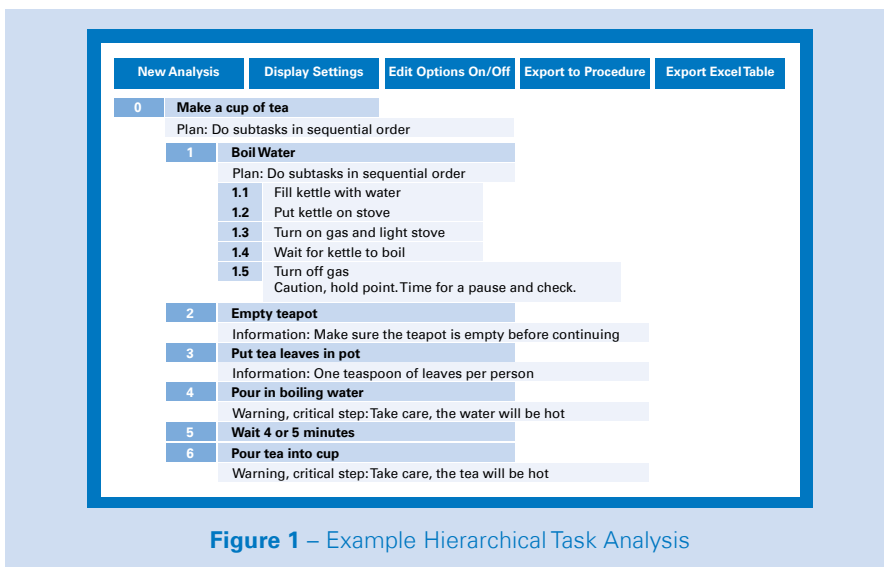 New Analysis Display Settings Edit Options On/Off Export to Procedure Export Excel Table
0 Make a cup of tea
Plan: Do subtasks in sequential order
1 Boil Water
Plan: Do subtasks in sequential order
1.1 Fill kettle with water
1.2 Put kettle on stove
1.3 Turn on gas and light stove
1.4 Wait for kettle to boil
1.5 Turn off gas
Caution, hold point. Time for a pause and check.
2 Empty teapot
Information: Make sure the teapot is empty before continuing
3 Put tea leaves in pot
Information: One teaspoon of leaves per person
4 Pour in boiling water
Warning, critical step: Take care, the water will be hot
5 Wait 4 or 5 minutes
6 Pour tea into cup
Warning, critical step: Take care, the tea will be hot
Figure 1 – Example Hierarchical Task Analysis